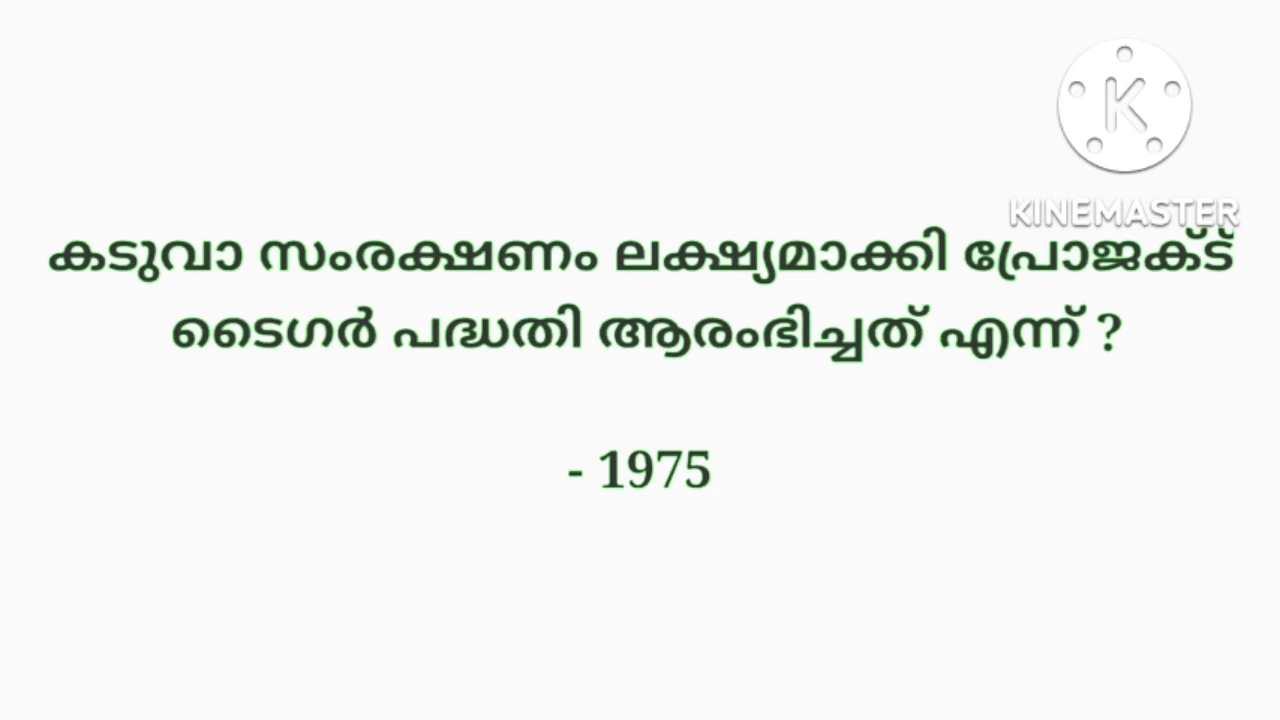 K
KINEMASTER
കടുവാ സംരക്ഷണം ലക്ഷ്യമാക്കി പ്രോജക്ട്
ടൈഗർ പദ്ധതി ആരംഭിച്ചത് എന്ന് ?
- 1975